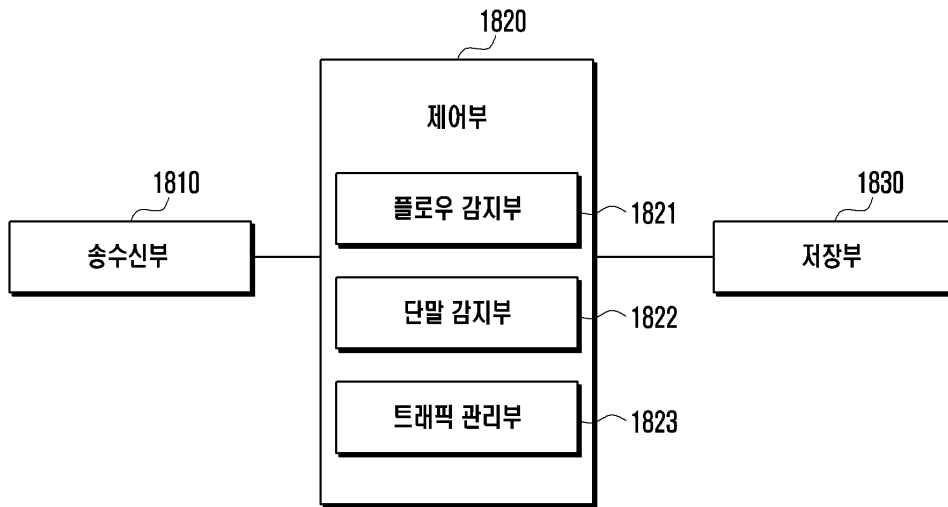 1820
제어부
1810
송수신부
플로우 감지부
1821
단말 감지부
1822
트래픽 관리부
1823
1830
저장부